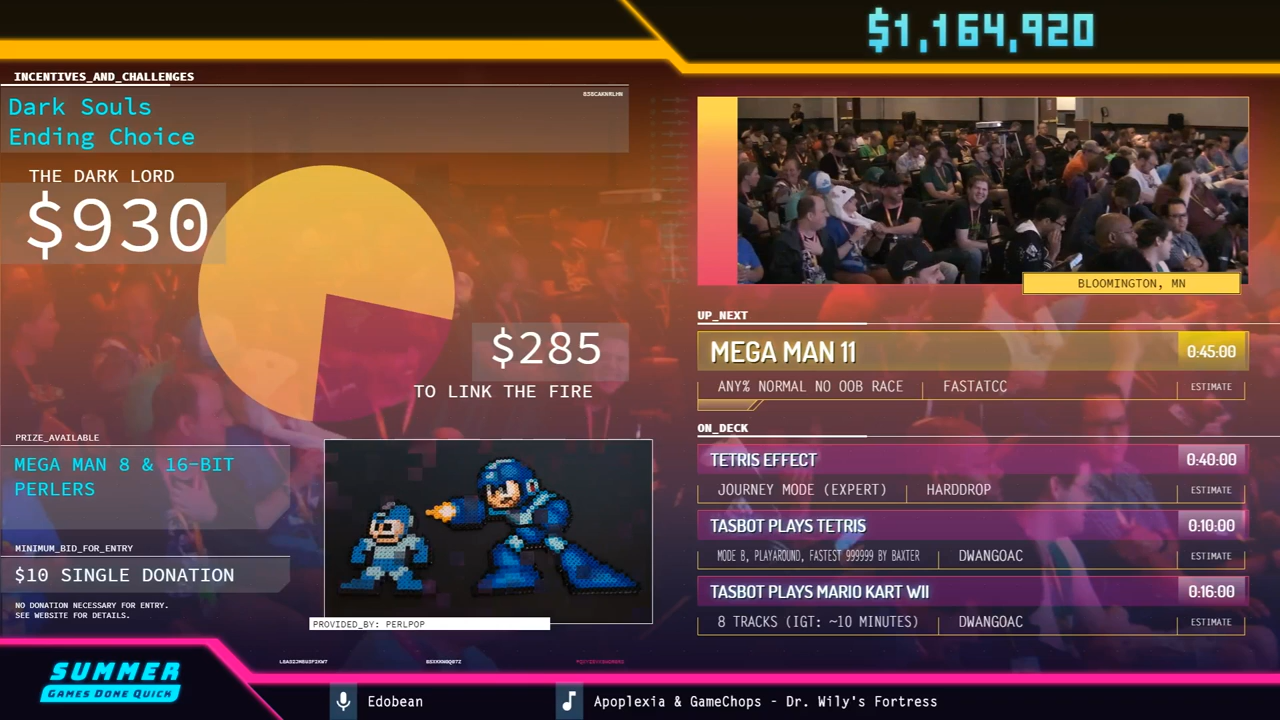 $1,164,920
INCENTIVES_AND_CHALLENGES
Dark Souls
Ending Choice
THE DARK LORD
$930
$285
TO LINK THE FIRE
PRIZE_AVAILABLE
MEGA MAN 8 & 16-BIT
PERLERS
MINIMUM_BID_FOR_ENTRY
$10 SINGLE DONATION
NO DONATION NECESSARY FOR ENTRY.
SEE WEBSITE FOR DETAILS.
PROVIDED_BY: PERLPOP
BLOOMINGTON, MN
UP_NEXT
MEGA MAN 11 0:45:00
ANY% NORMAL NO OOB RACE FASTATCC ESTIMATE
ON_DECK
TETRIS EFFECT 0:40:00
JOURNEY MODE (EXPERT) HARDDROP ESTIMATE
TASBOT PLAYS TETRIS 0:10:00
MODE B, PLAYAROUND, FASTEST 999999 BY BAXTER DWANGOAC ESTIMATE
TASBOT PLAYS MARIO KART WII 0:16:00
8 TRACKS (IGT: ~10 MINUTES) DWANGOAC ESTIMATE
SUMMER
GAMES DONE QUICK
Edobean
Apoplexia & GameChops - Dr. Wily's Fortress